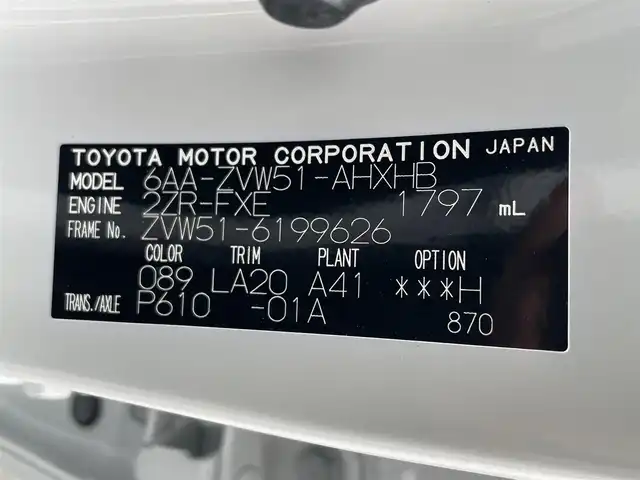 TOYOTA MOTOR CORPORATION JAPAN
MODEL 6AA-ZVW51-AHXHB
ENGINE 2ZR-FXE 1797 mL
FRAME No. ZVW51-6199626
COLOR TRIM PLANT OPTION
089 LA20 A41 ***H
TRANS./AXLE P610 -01A
870